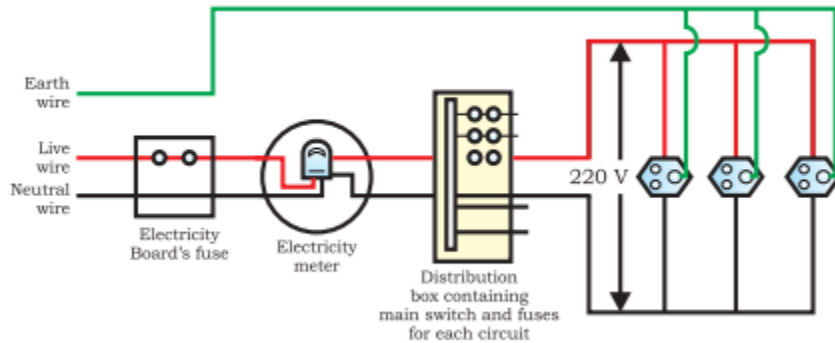 Earth
wire
Live
wire
Neutral
wire
Electricity
Board's fuse
Electricity
meter
Distribution
box containing
main switch and fuses
for each circuit
220 V